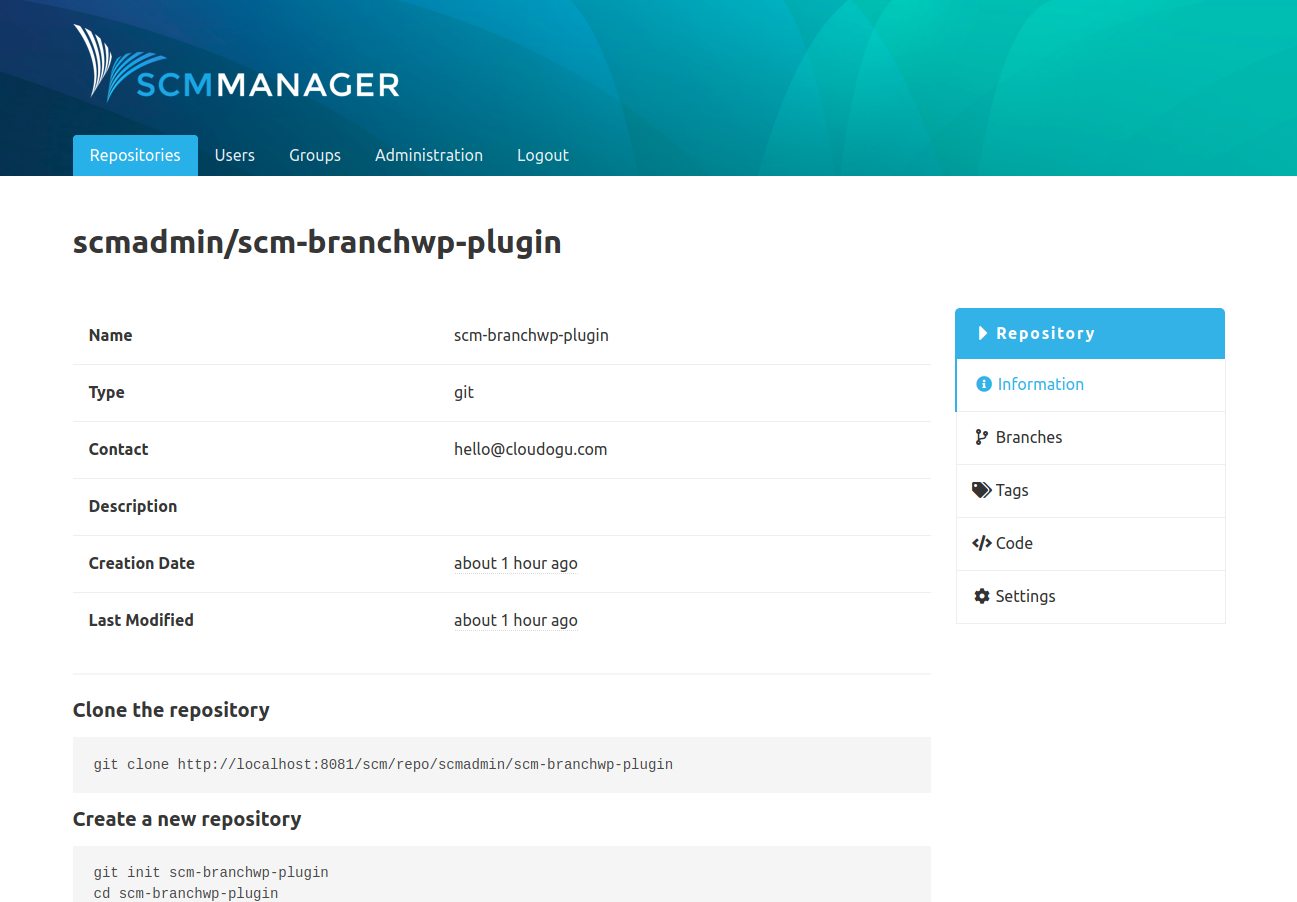 SCMMANAGER
Repositories Users Groups Administration Logout
scmadmin/scm-branchwp-plugin
Name scm-branchwp-plugin
Type git
Contact hello@cloudogu.com
Description
Creation Date about 1 hour ago
Last Modified about 1 hour ago
Repository
Information
Branches
Tags
Code
Settings
Clone the repository
git clone http://localhost:8081/scm/repo/scmadmin/scm-branchwp-plugin
Create a new repository
git init scm-branchwp-plugin
cd scm-branchwp-plugin